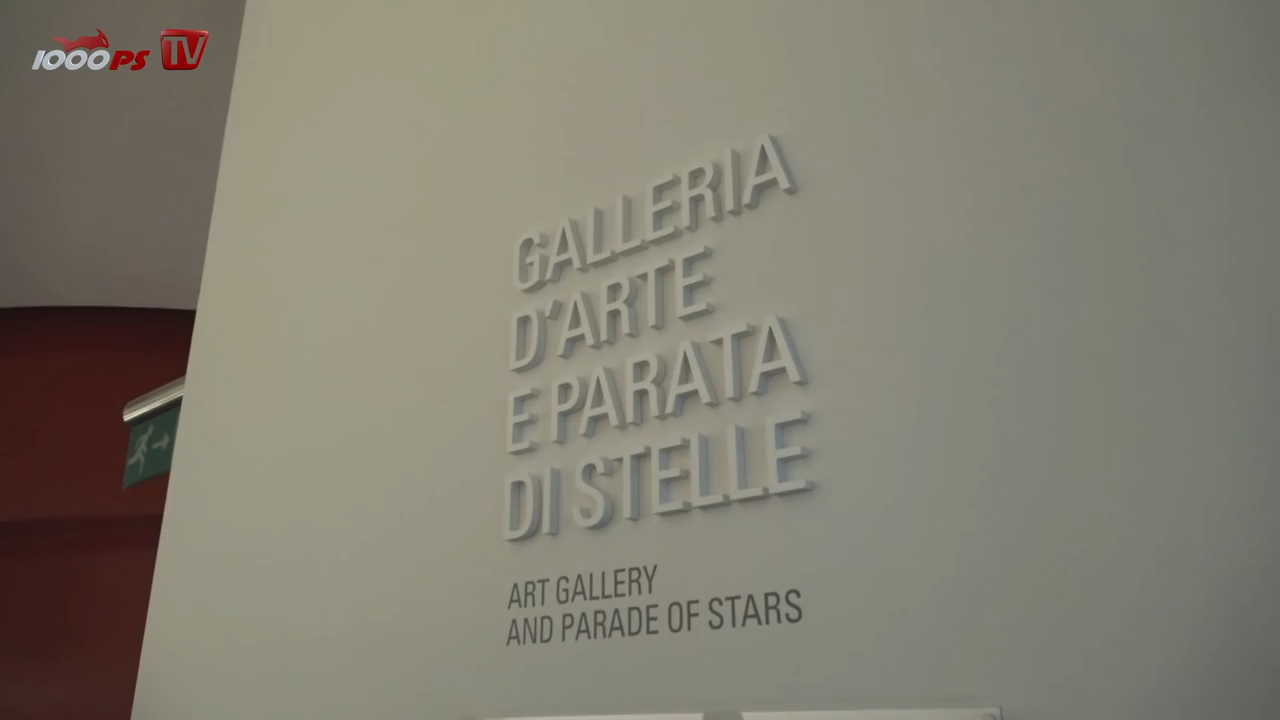 1000PS TV
GALLERIA
D'ARTE
E PARATA
DI STELLE
ART GALLERY
AND PARADE OF STARS